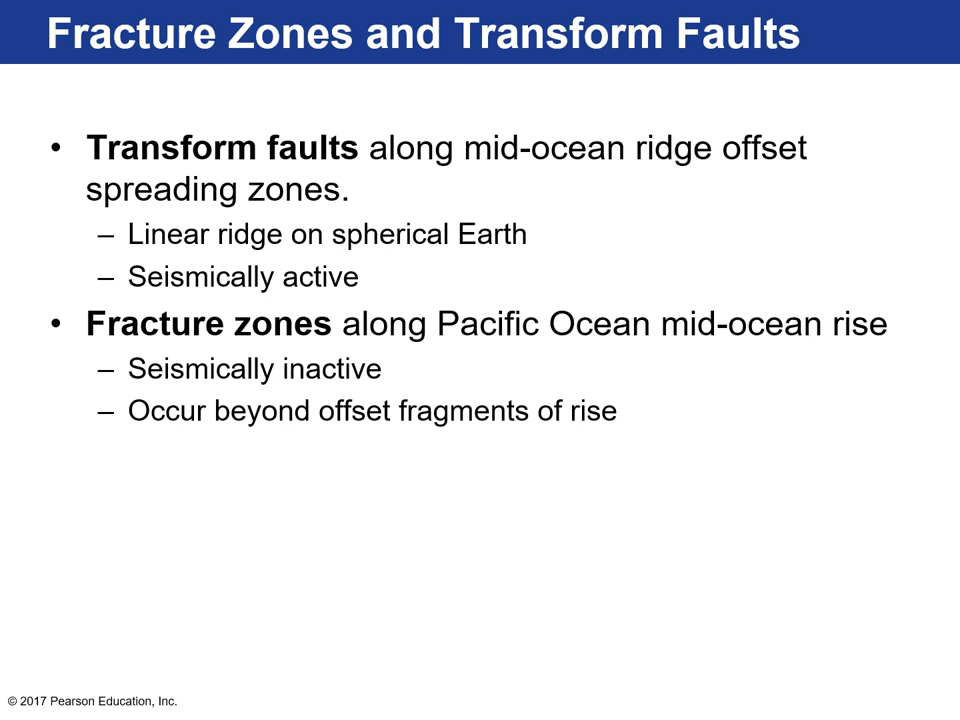 Fracture Zones and Transform Faults
• Transform faults along mid-ocean ridge offset
spreading zones.
– Linear ridge on spherical Earth
– Seismically active
• Fracture zones along Pacific Ocean mid-ocean rise
– Seismically inactive
– Occur beyond offset fragments of rise
© 2017 Pearson Education, Inc.